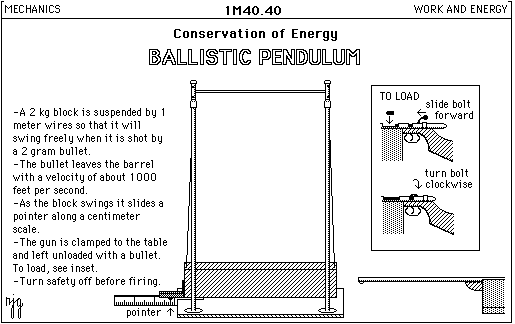 MECHANICS
1M40.40
WORK AND ENERGY
Conservation of Energy
BALLISTIC PENDULUM
-A 2 kg block is suspended by 1
meter wires so that it will
swing freely when it is shot by
a 2 gram bullet.
-The bullet leaves the barrel
with a velocity of about 1000
feet per second.
-As the block swings it slides a
pointer along a centimeter
scale.
-The gun is clamped to the table
and left unloaded with a bullet.
To load, see inset.
-Turn safety off before firing.
pointer ↑
TO LOAD
slide bolt
forward
turn bolt
clockwise